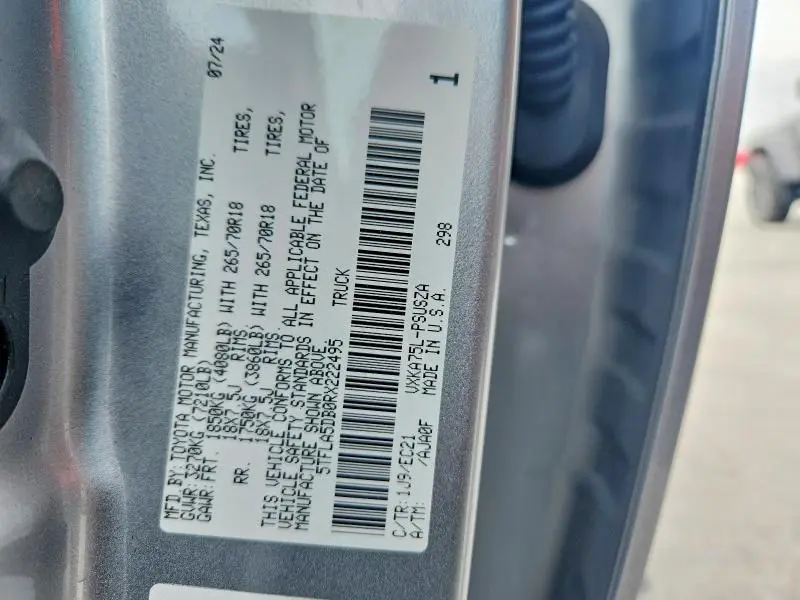 MFD.BY:TOYOTA MOTOR MANUFACTURING, TEXAS, INC. 07/24
GVWR: 3270KG (7210LB)
GAWR: FRT. 1850KG (4080LB) WITH 265/70R18 TIRES,
18X7.5J RIMS.
RR. 1750KG (3860LB) WITH 265/70R18 TIRES,
18X7.5J RIMS.
THIS VEHICLE CONFORMS TO ALL APPLICABLE FEDERAL MOTOR
VEHICLE SAFETY STANDARDS IN EFFECT ON THE DATE OF
MANUFACTURE SHOWN ABOVE
5TFLA5DB0RX222495 TRUCK
C/TR: 1J9/EC21 VXKA75L-PSUSZA 298 1
A/TM: /AJA0F MADE IN U.S.A.